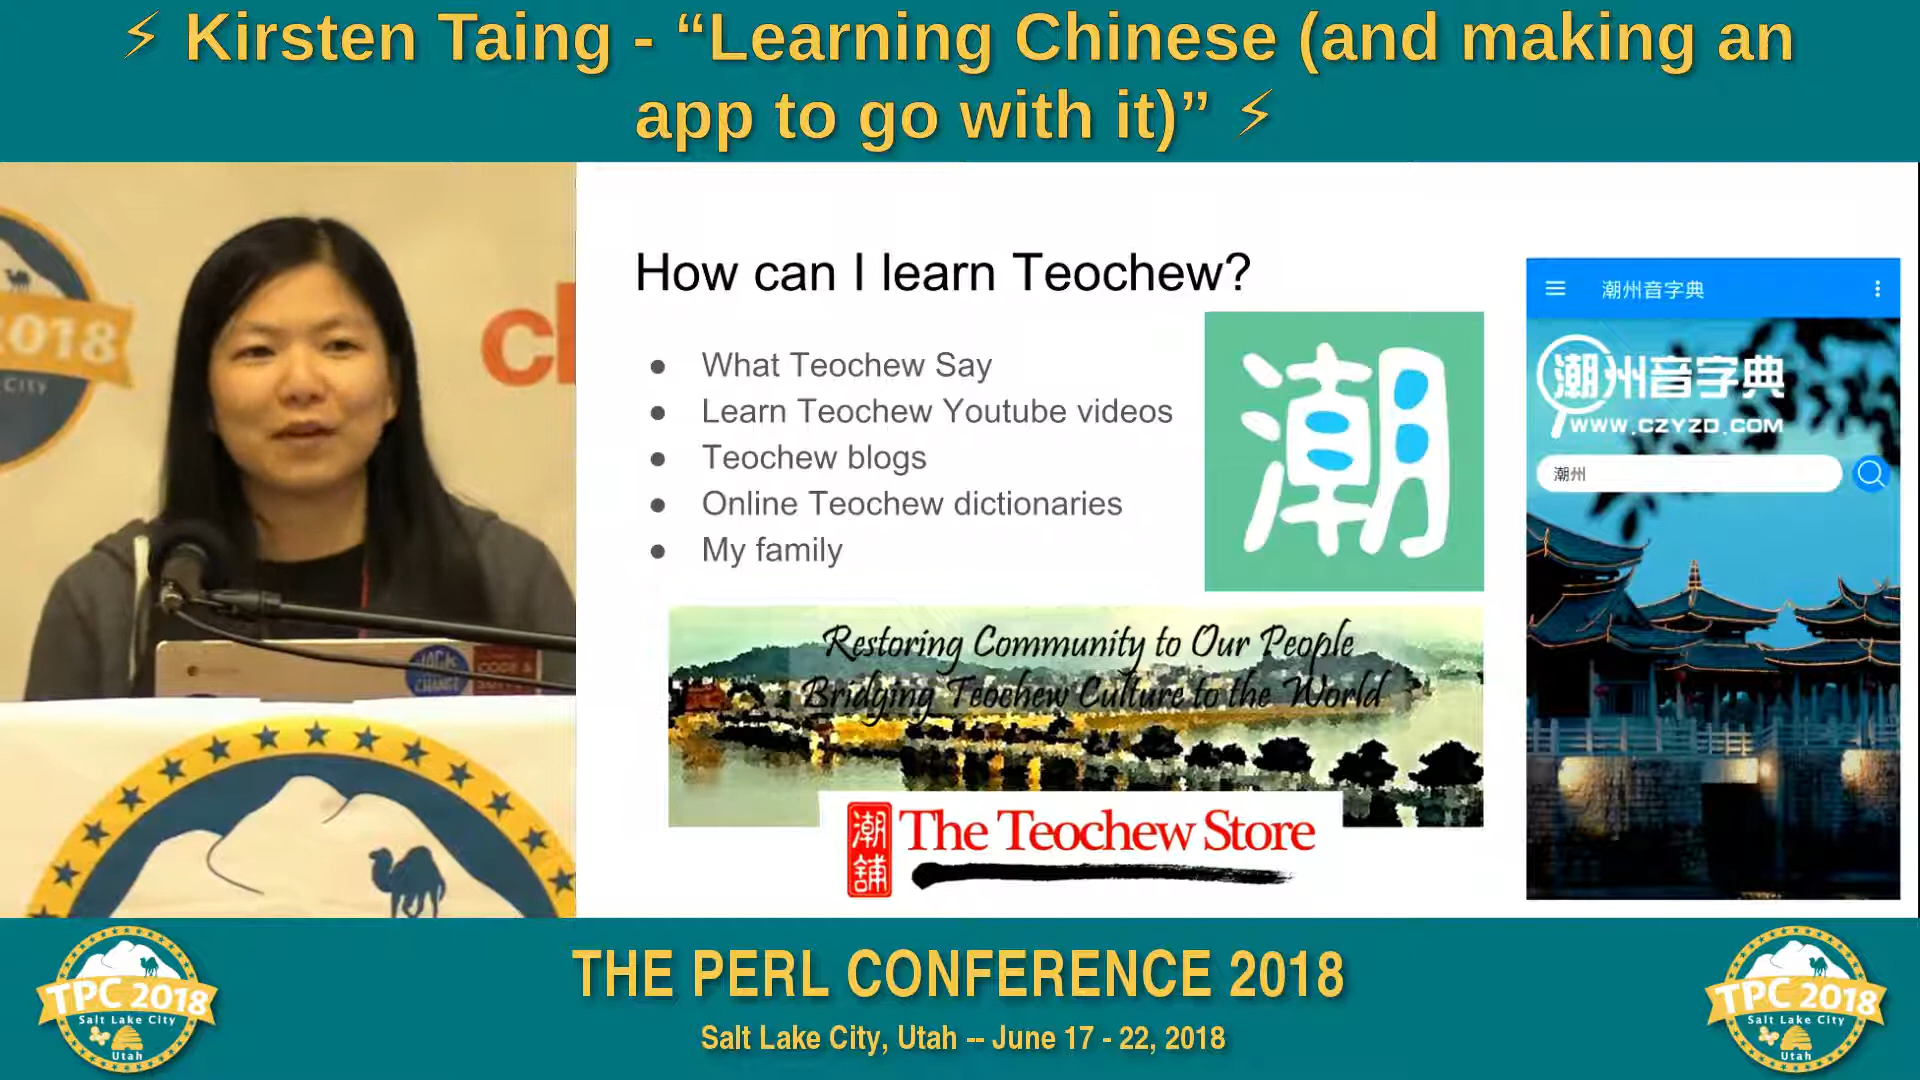 ⚡ Kirsten Taing - “Learning Chinese (and making an
app to go with it)” ⚡
2018
CITY
How can I learn Teochew?
● What Teochew Say
● Learn Teochew Youtube videos
● Teochew blogs
● Online Teochew dictionaries
● My family
潮
Restoring Community to Our People
Bridging Teochew Culture to the World
潮舖
The Teochew Store
潮州音字典
潮州音字典
WWW.CZYZD.COM
潮州
THE PERL CONFERENCE 2018
Salt Lake City, Utah -- June 17 - 22, 2018
TPC 2018
Salt Lake City
Utah
TPC 2018
Salt Lake City
Utah